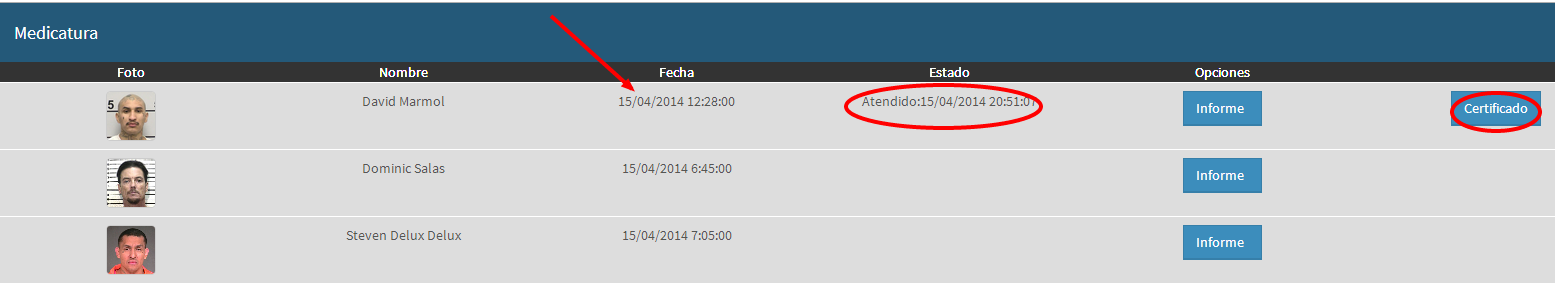 Medicatura
Foto Nombre Fecha Estado Opciones
5 David Marmol 15/04/2014 12:28:00 Atendido:15/04/2014 20:51:07 Informe Certificado
Dominic Salas 15/04/2014 6:45:00 Informe
Steven Delux Delux 15/04/2014 7:05:00 Informe